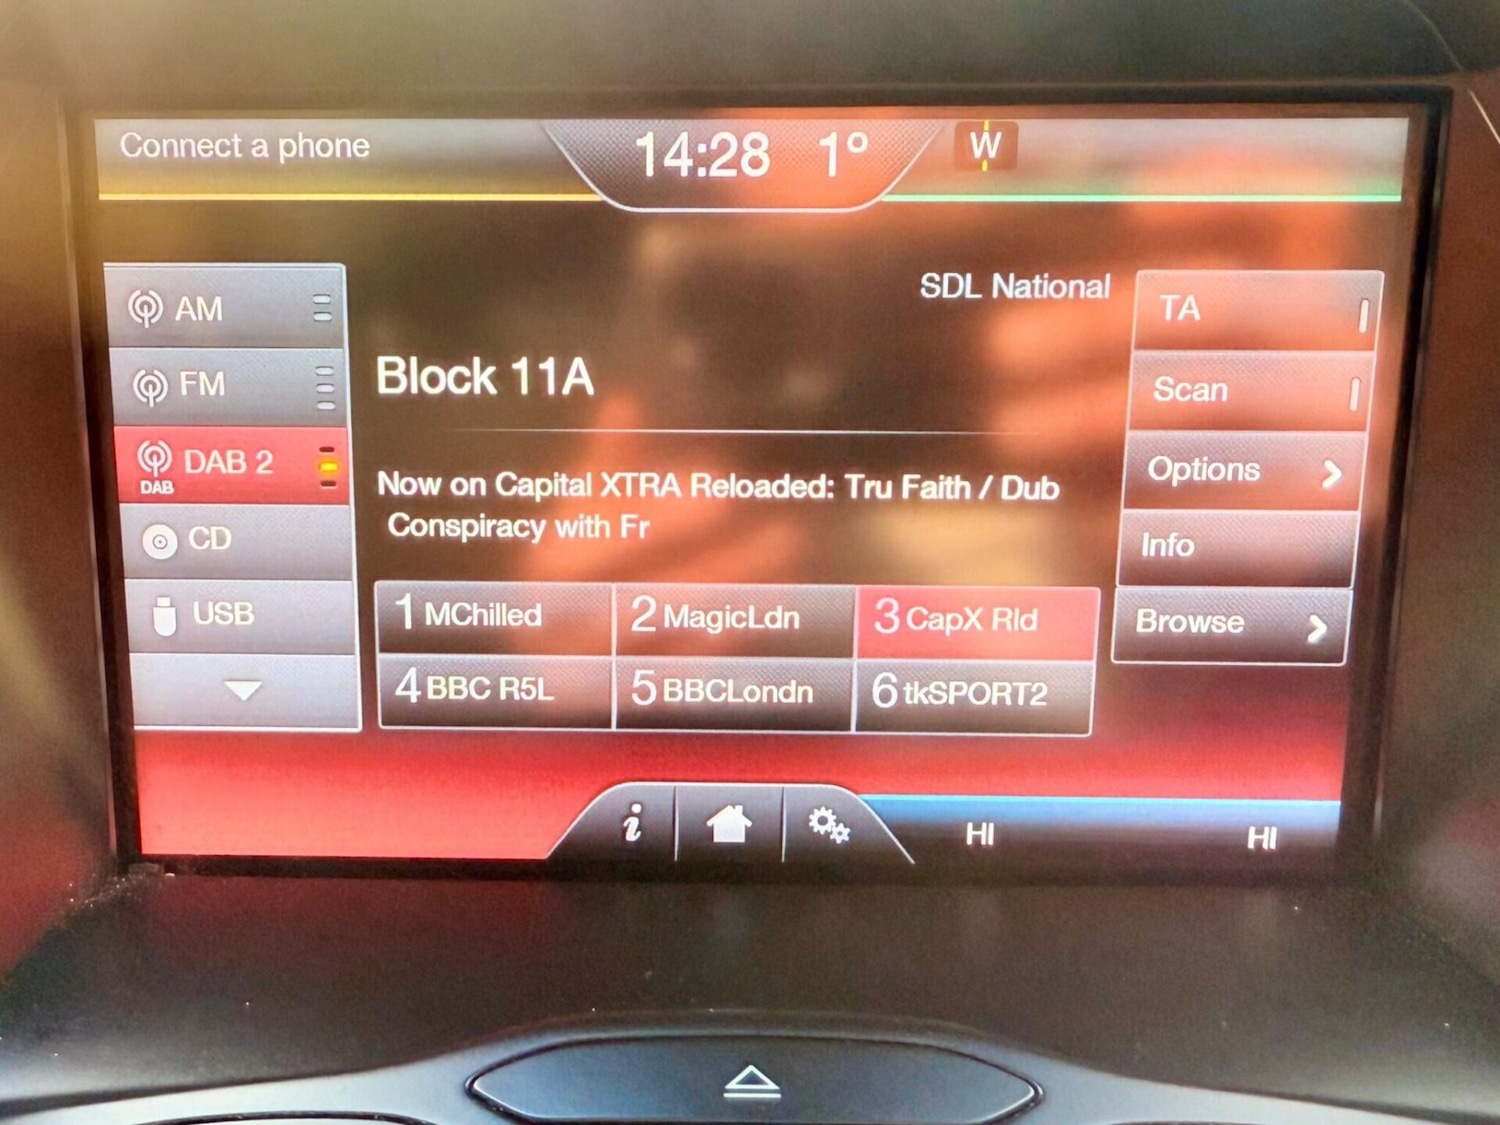 Connect a phone
14:28 1°
W
AM
FM
DAB 2
DAB
CD
USB
SDL National
Block 11A
Now on Capital XTRA Reloaded: Tru Faith / Dub
Conspiracy with Fr
1 MChilled
2 MagicLdn
3 CapX Rld
4 BBC R5L
5 BBCLondn
6 tkSPORT2
TA
Scan
Options
Info
Browse
i
HI
HI